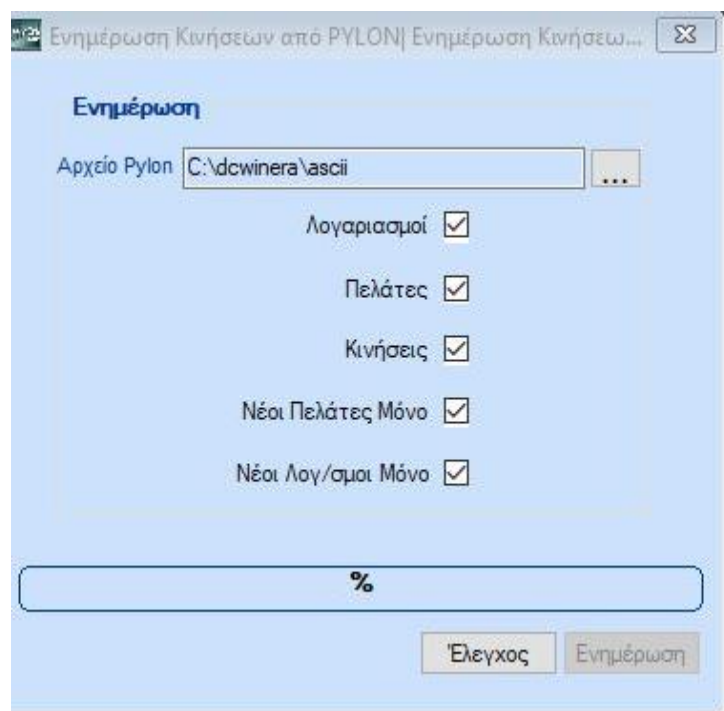 Ενημέρωση Κινήσεων από PYLON| Ενημέρωση Κινήσεω...
Ενημέρωση
Αρχείο Pylon C:\dcwinera\ascii ...
Λογαριασμοί
Πελάτες
Κινήσεις
Νέοι Πελάτες Μόνο
Νέοι Λογ/σμοι Μόνο
%
Έλεγχος Ενημέρωση